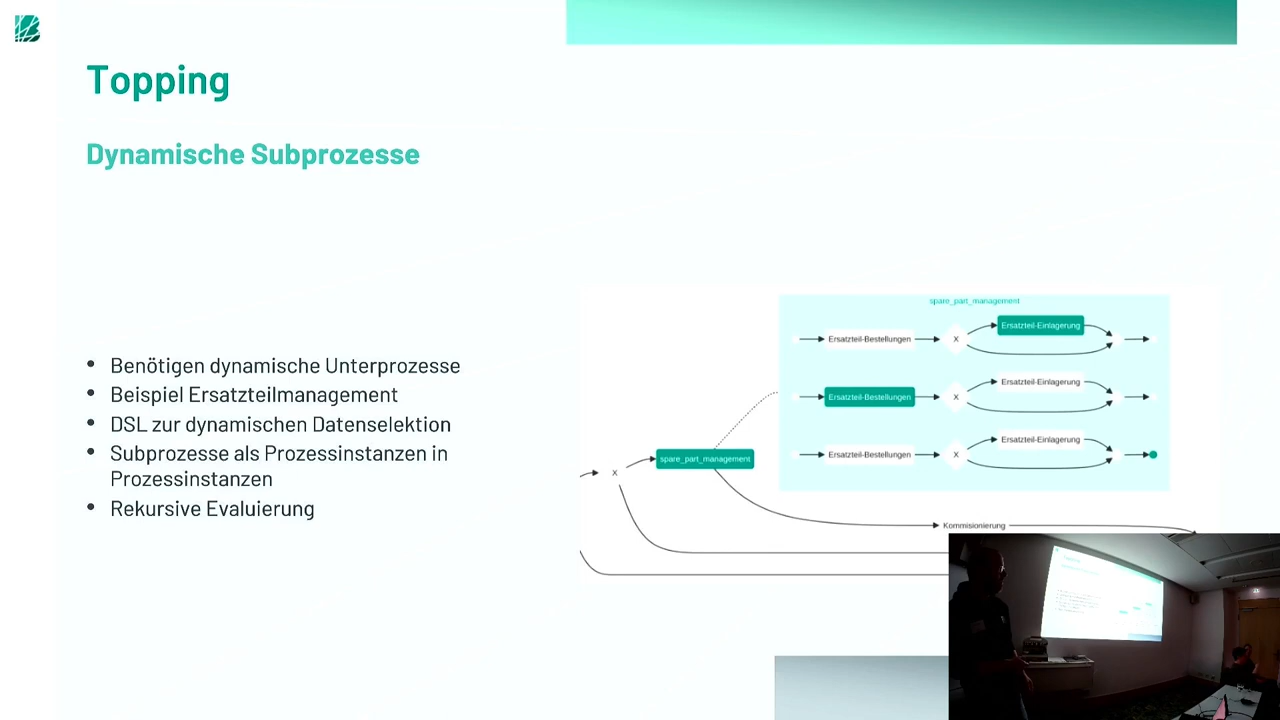 Topping
Dynamische Subprozesse
• Benötigen dynamische Unterprozesse
• Beispiel Ersatzteilmanagement
• DSL zur dynamischen Datenselektion
• Subprozesse als Prozessinstanzen in
Prozessinstanzen
• Rekursive Evaluierung
spare_part_management
Ersatzteil-Einlagerung
Ersatzteil-Bestellungen
X
Ersatzteil-Einlagerung
Ersatzteil-Bestellungen
X
Ersatzteil-Einlagerung
Ersatzteil-Bestellungen
X
spare_part_management
X
Kommisionierung